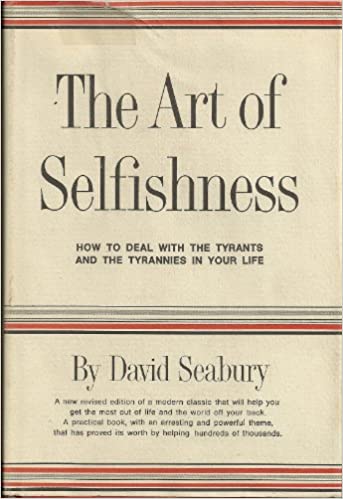 The Art of
Selfishness
HOW TO DEAL WITH THE TYRANTS
AND THE TYRANNIES IN YOUR LIFE
By David Seabury
A new revised edition of a modern classic that will help you
get the most out of life and the world off your back.
A practical book, with an arresting and powerful theme,
that has proved its worth by helping hundreds of thousands.